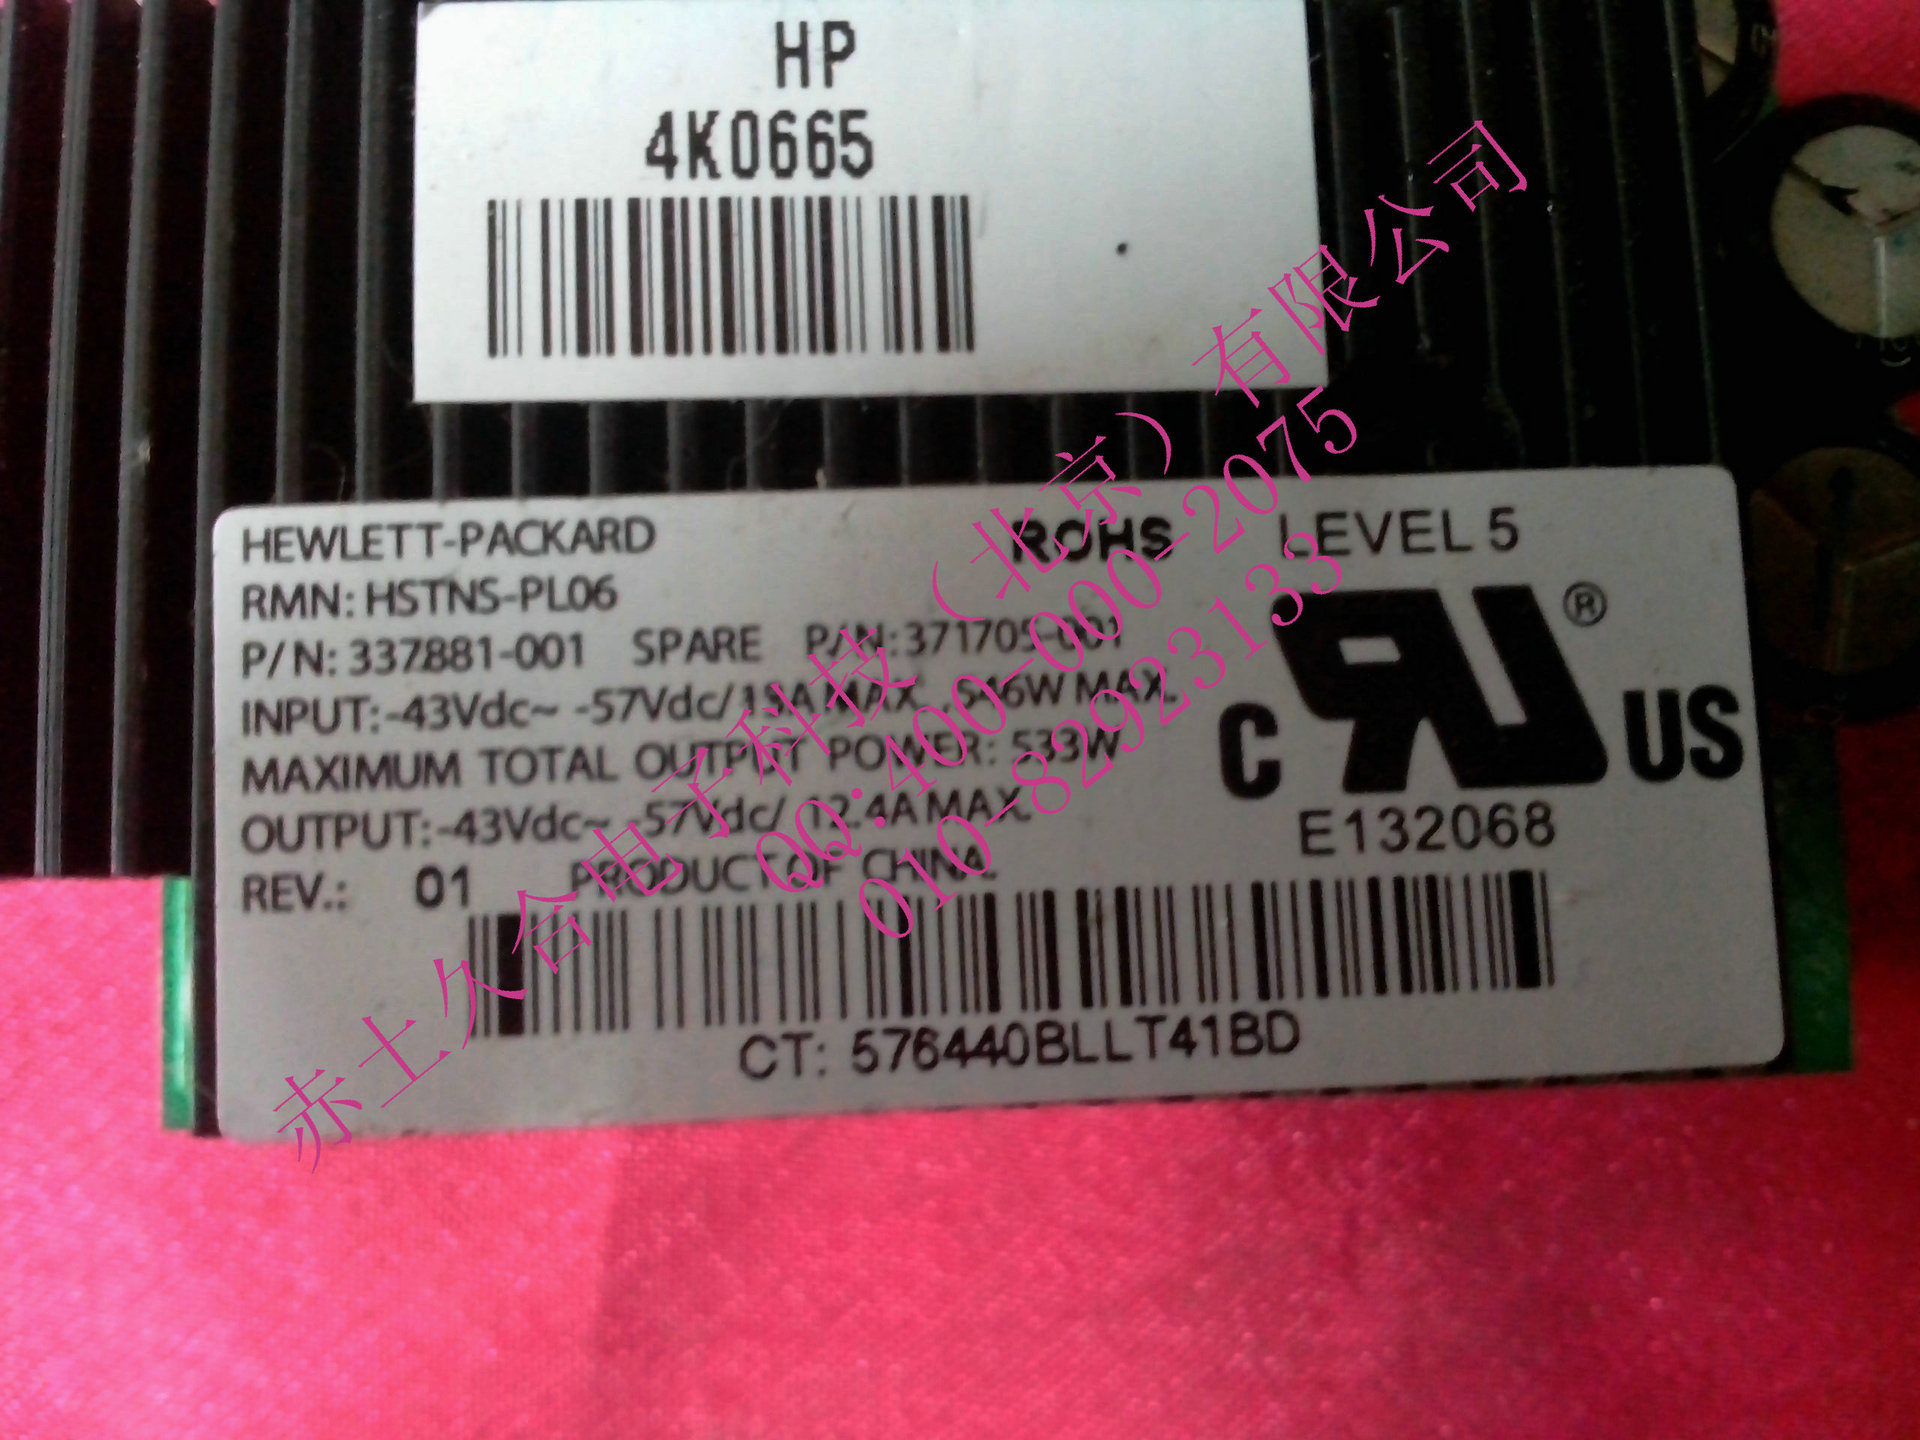 HP
4K0665
HEWLETT-PACKARD
ROHS LEVEL 5
RMN: HSTNS-PL06
P/N: 337881-001 SPARE P/N: 371705-001
INPUT:-43Vdc~ -57Vdc/ 13A MAX., 546W MAX.
MAXIMUM TOTAL OUTPUT POWER: 533W
OUTPUT:-43Vdc~ -57Vdc/ 12.4A MAX.
REV.: 01 PRODUCT OF CHINA.
®
C US
E132068
CT: 576440BLLT41BD
赤土久合电子科技（北京）有限公司
QQ:400-000-2075
010-82923133